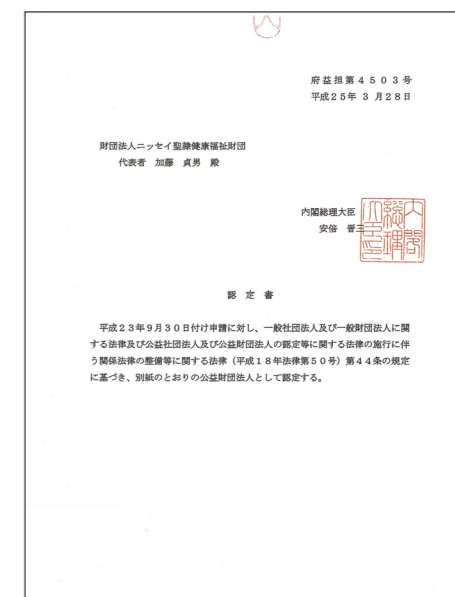 府益担第４５０３号
平成２５年３月２８日
財団法人ニッセイ聖隷健康福祉財団
代表者 加藤 貞男 殿
内閣総理大臣
安倍 晋三
認 定 書
平成２３年９月３０日付け申請に対し、一般社団法人及び一般財団法人に関
する法律及び公益社団法人及び公益財団法人の認定等に関する法律の施行に伴
う関係法律の整備等に関する法律（平成１８年法律第５０号）第４４条の規定
に基づき、別紙のとおりの公益財団法人として認定する。